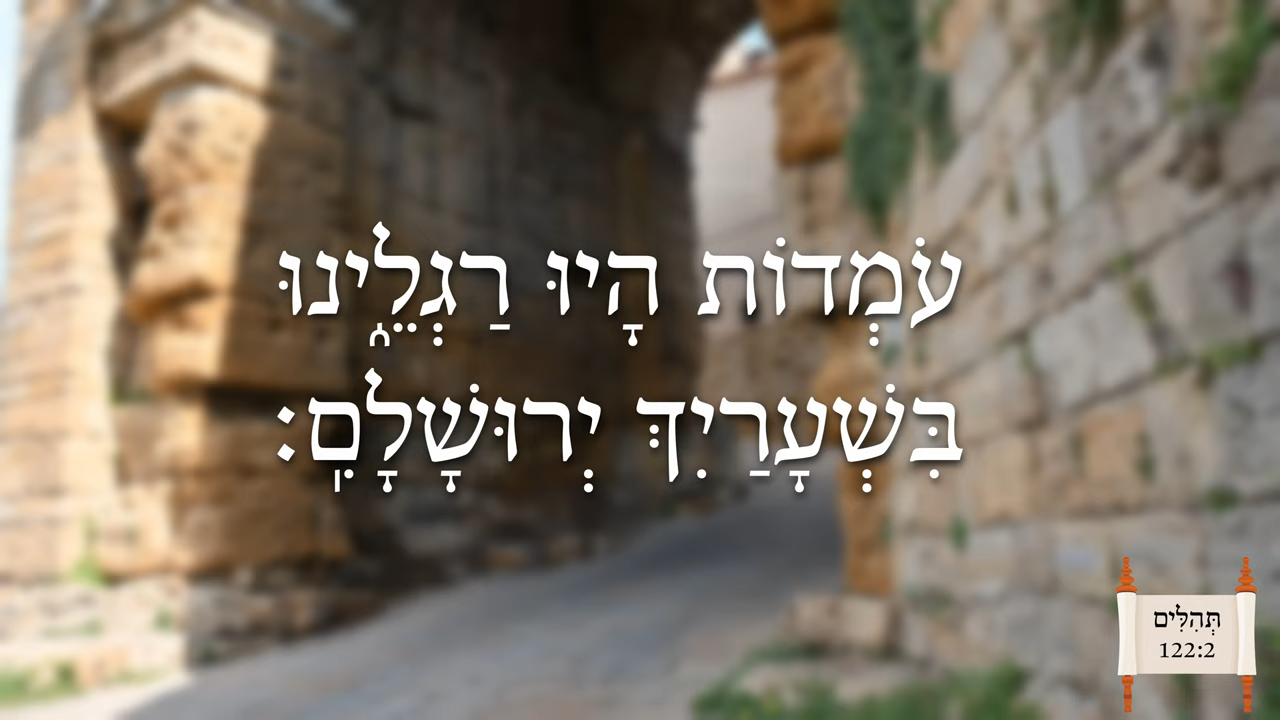 עֹמְדוֹת הָיוּ רַגְלֵ֑ינוּ
בִּשְׁעָרַיִךְ יְרוּשָׁלִָֽם׃
תְּהִלִּים
122:2